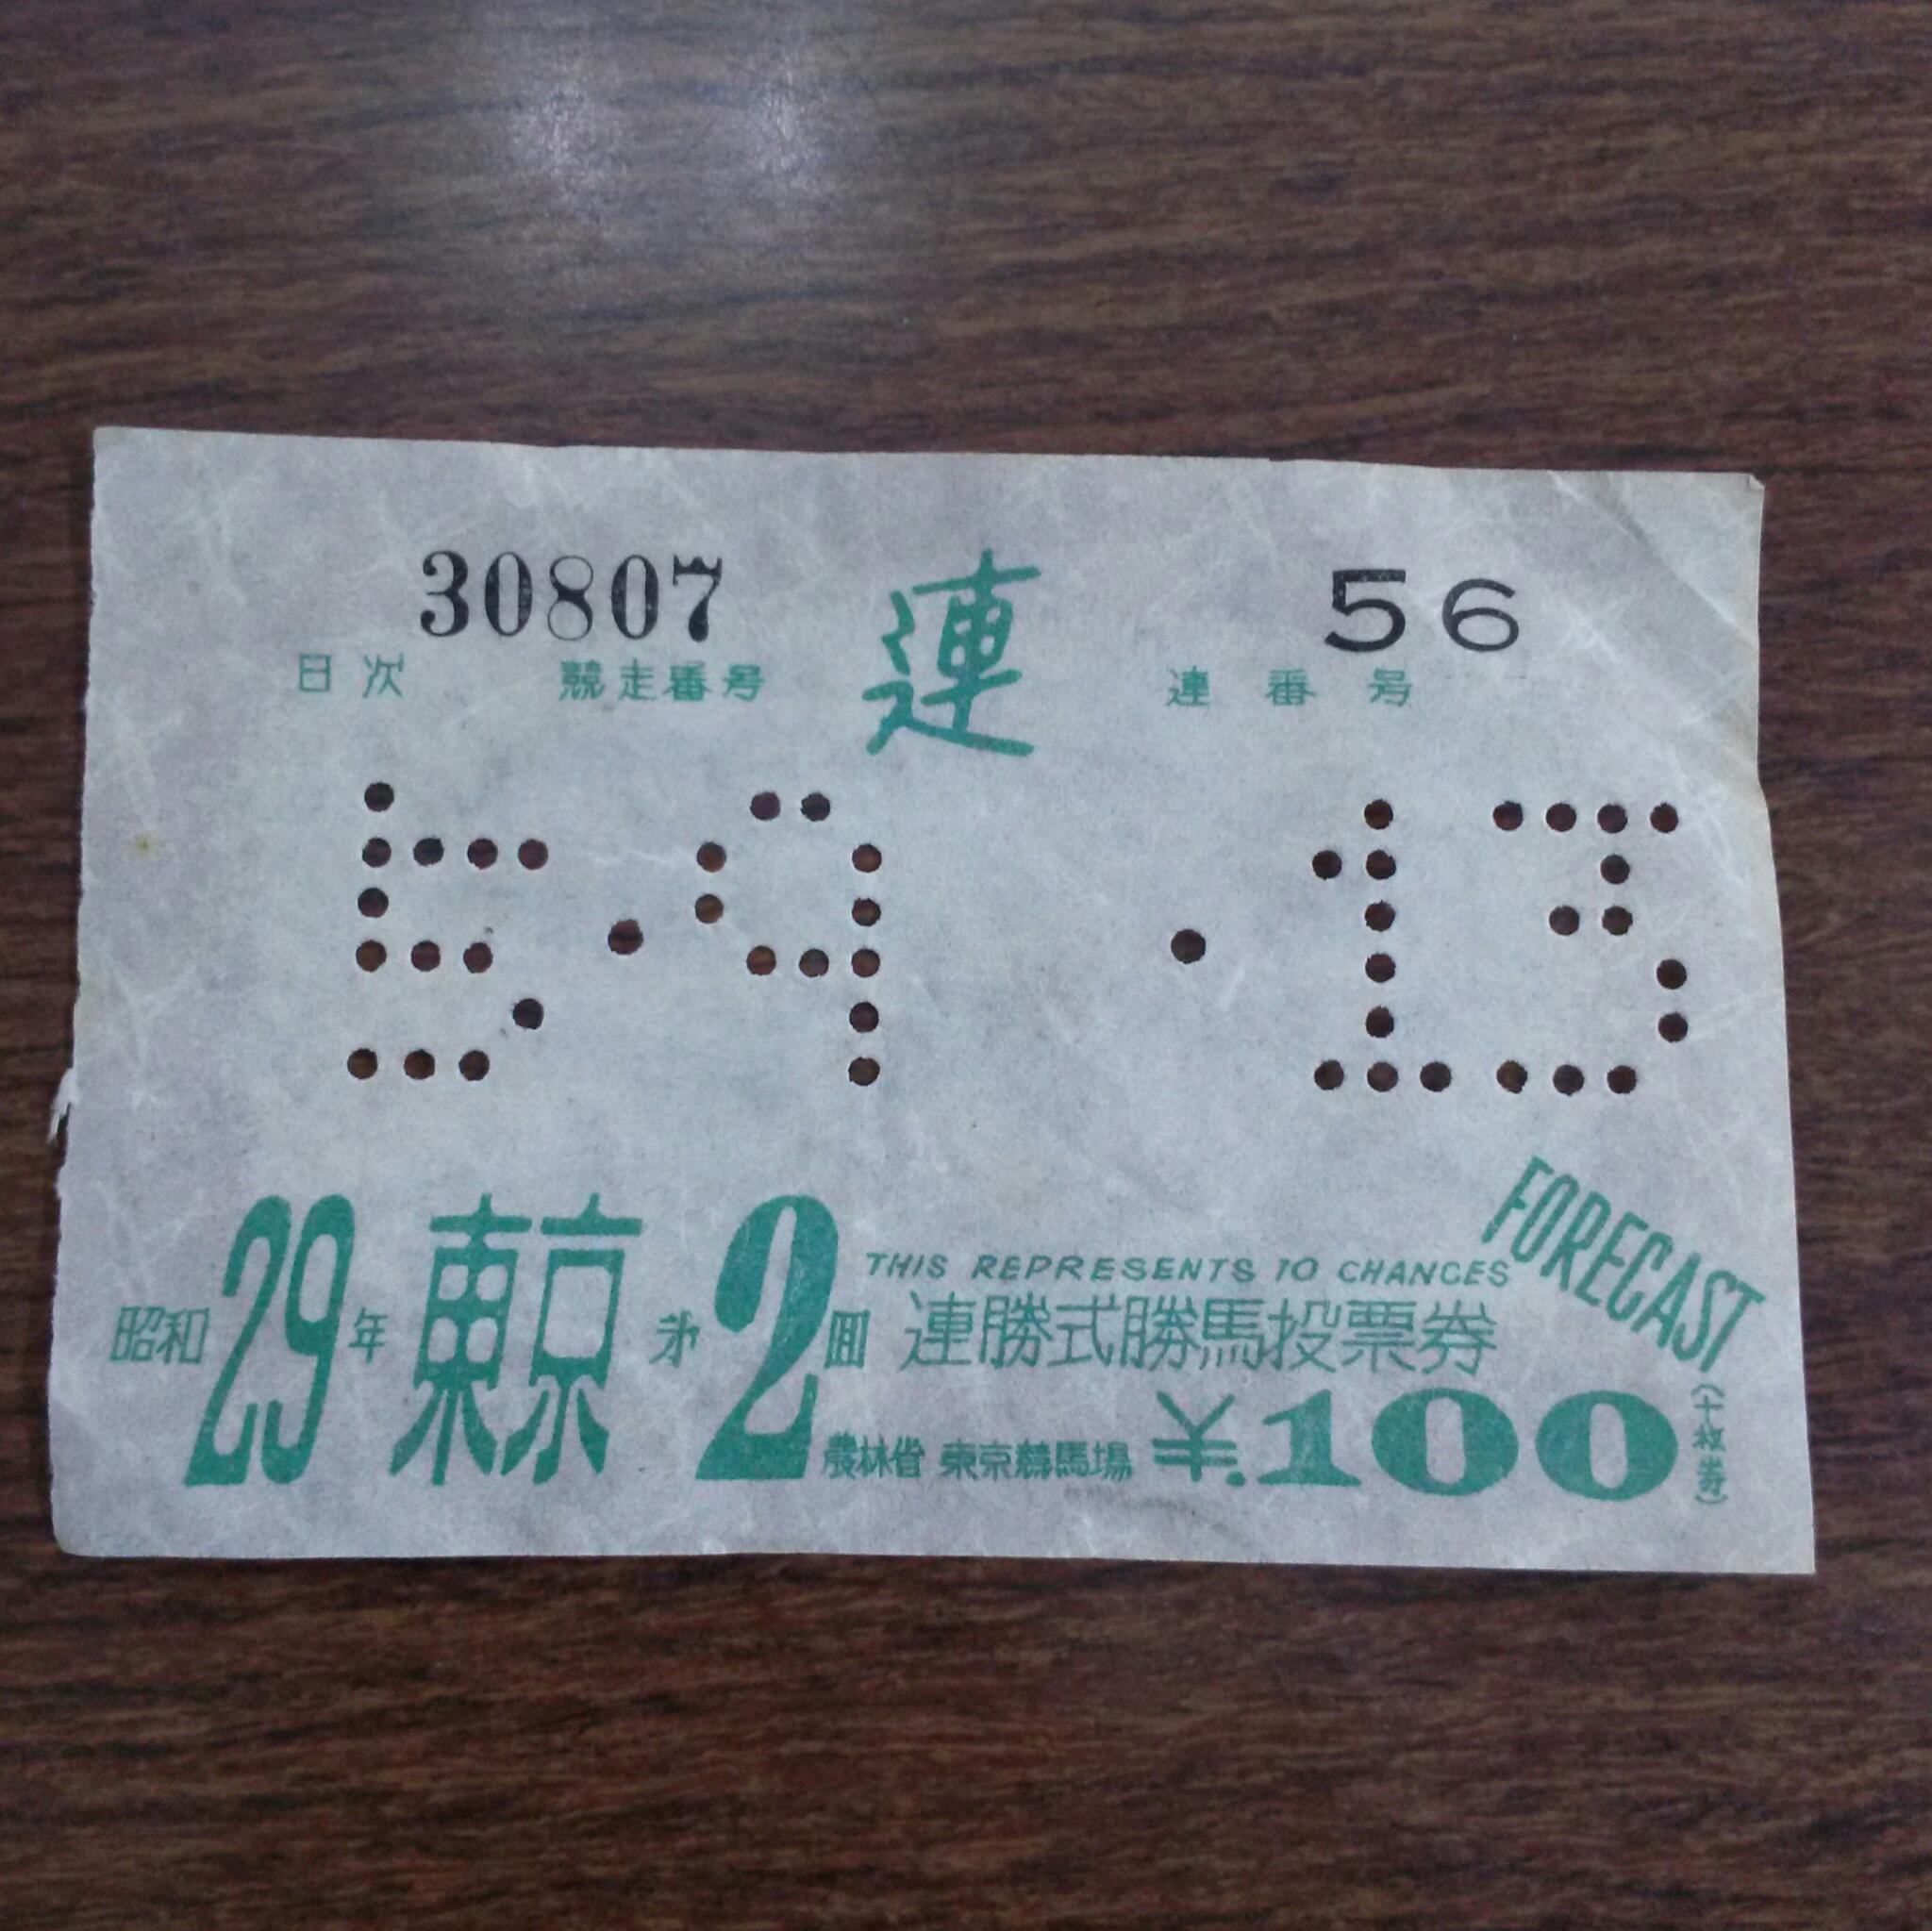 30807 連 56
日次 競走番号 連番号
5・9・13
FORECAST
THIS REPRESENTS 10 CHANCES
昭和29年 東京 第2回 連勝式勝馬投票券
農林省 東京競馬場 ¥.100 (十枚券)